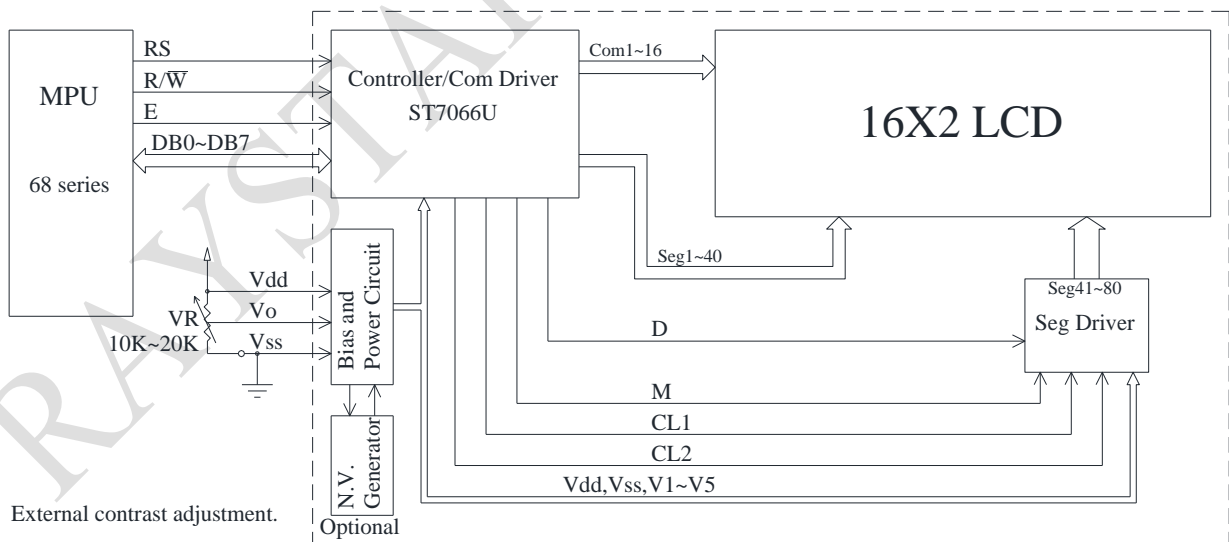 RS
R/W̅
E
DB0~DB7
MPU
68 series
Controller/Com Driver
ST7066U
Com1~16
16X2 LCD
Seg1~40
Seg41~80
Seg Driver
Vdd
Vo
Vss
VR
10K~20K
Bias and
Power Circuit
N.V.
Generator
Optional
D
M
CL1
CL2
Vdd,Vss,V1~V5
External contrast adjustment.
RAYSTAR